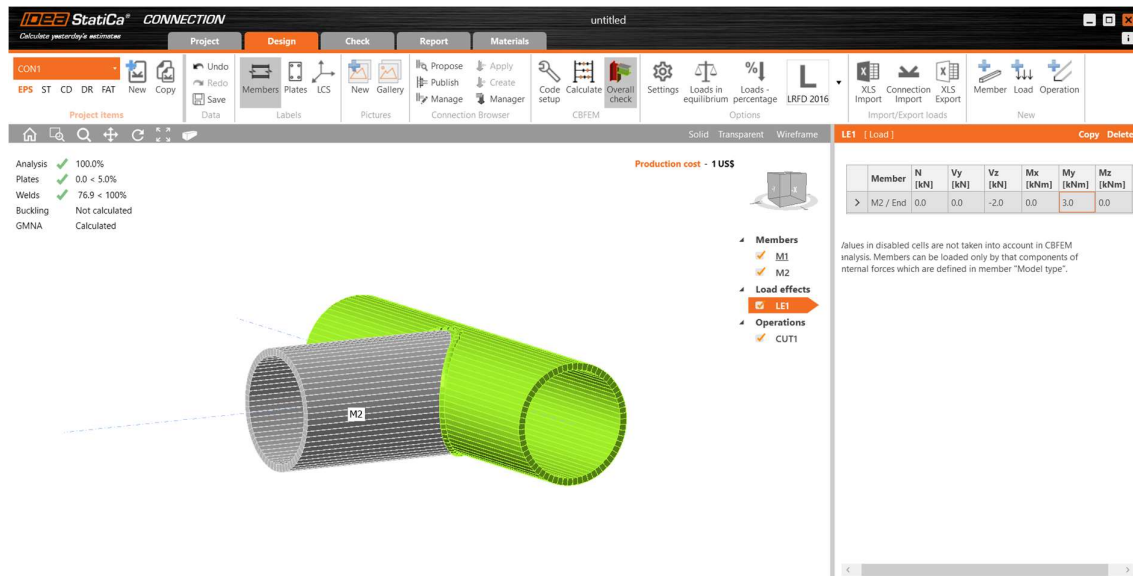 IDEA StatiCa® CONNECTION
untitled
Calculate yesterday's estimates
Project Design Check Report Materials
CON1
EPS ST CD DR FAT
New Copy
Undo
Redo
Save
Members Plates LCS
New Gallery
Propose
Publish
Manage
Apply
Create
Manager
Code setup
Calculate
Overall check
Settings
Loads in equilibrium
Loads - percentage
LRFD 2016
XLS Import
Connection Import
XLS Export
Member Load Operation
Project items Data Labels Pictures Connection Browser CBFEM Options Import/Export loads New
Solid Transparent Wireframe
LE1 [Load] Copy Delete
Analysis 100.0%
Plates 0.0 < 5.0%
Welds 76.9 < 100%
Buckling Not calculated
GMNA Calculated
Production cost - 1 US$
Members
M1
M2
Load effects
LE1
Operations
CUT1
M2
Member N [kN] Vy [kN] Vz [kN] Mx [kNm] My [kNm] Mz [kNm]
> M2 / End 0.0 0.0 -2.0 0.0 3.0 0.0
Values in disabled cells are not taken into account in CBFEM
analysis. Members can be loaded only by that components of
internal forces which are defined in member "Model type".